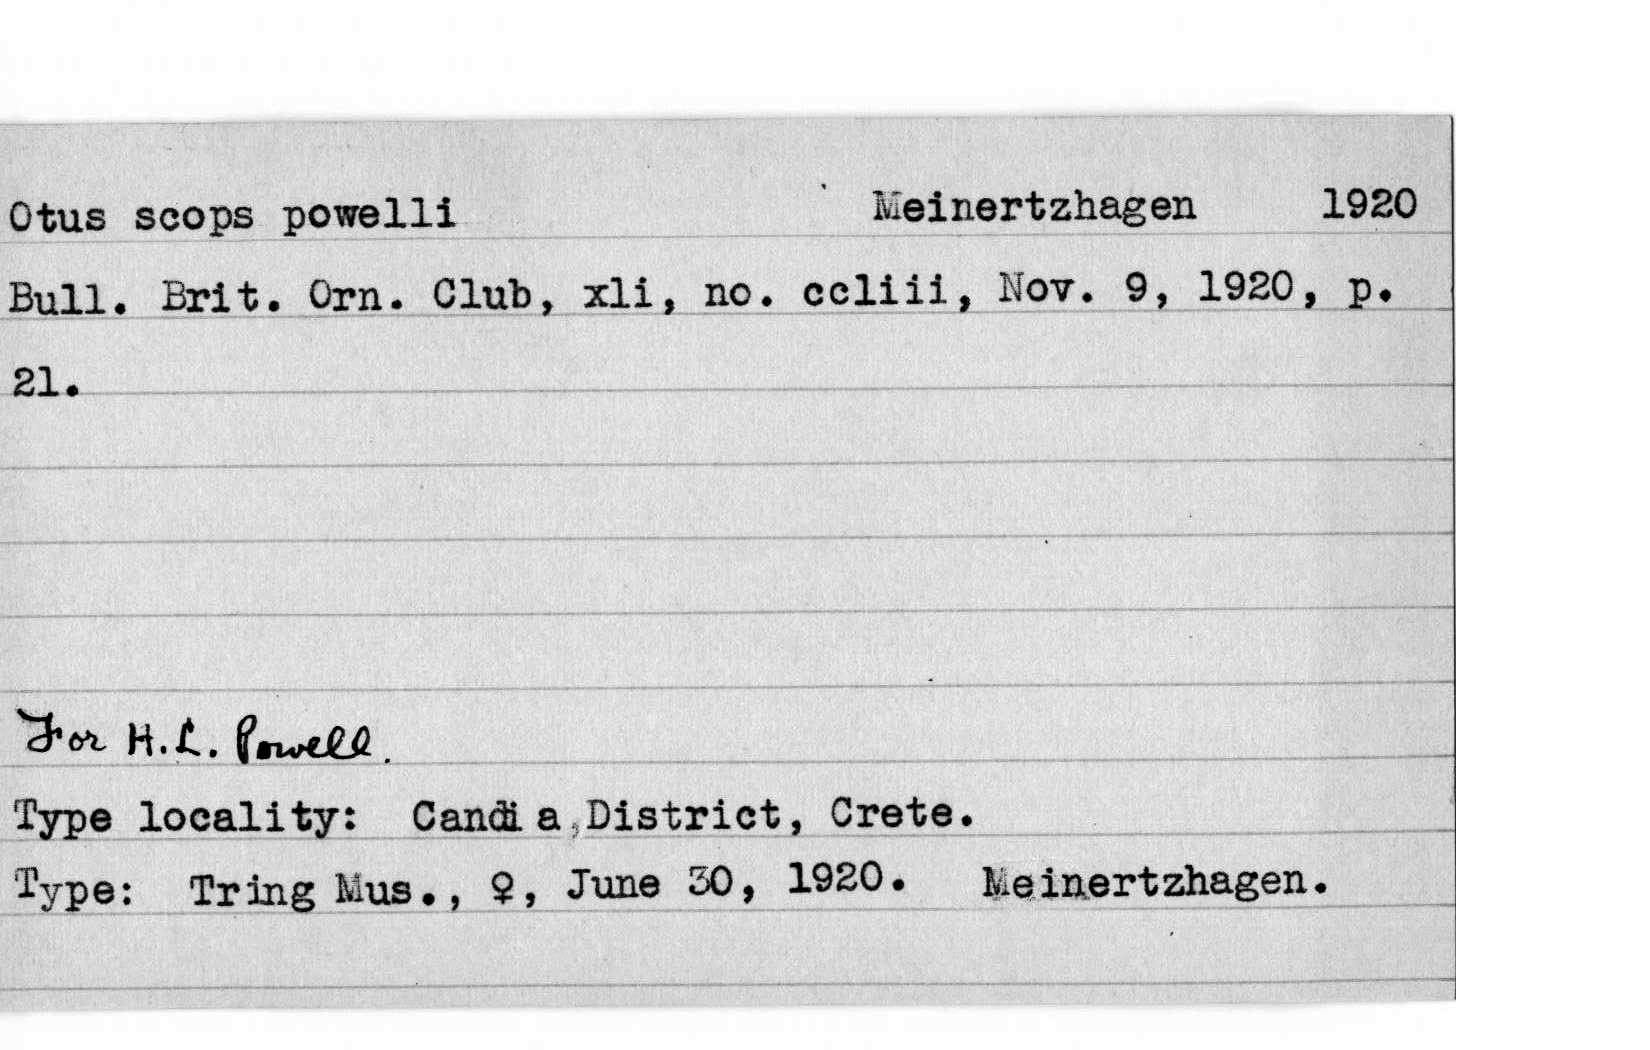 Otus scops powelli Meinertzhagen 1920
Bull. Brit. Orn. Club, xli, no. ccliii, Nov. 9, 1920, p.
21.
For H.L. Powell.
Type locality: Candia, District, Crete.
Type: Tring Mus., ♀, June 30, 1920. Meinertzhagen.